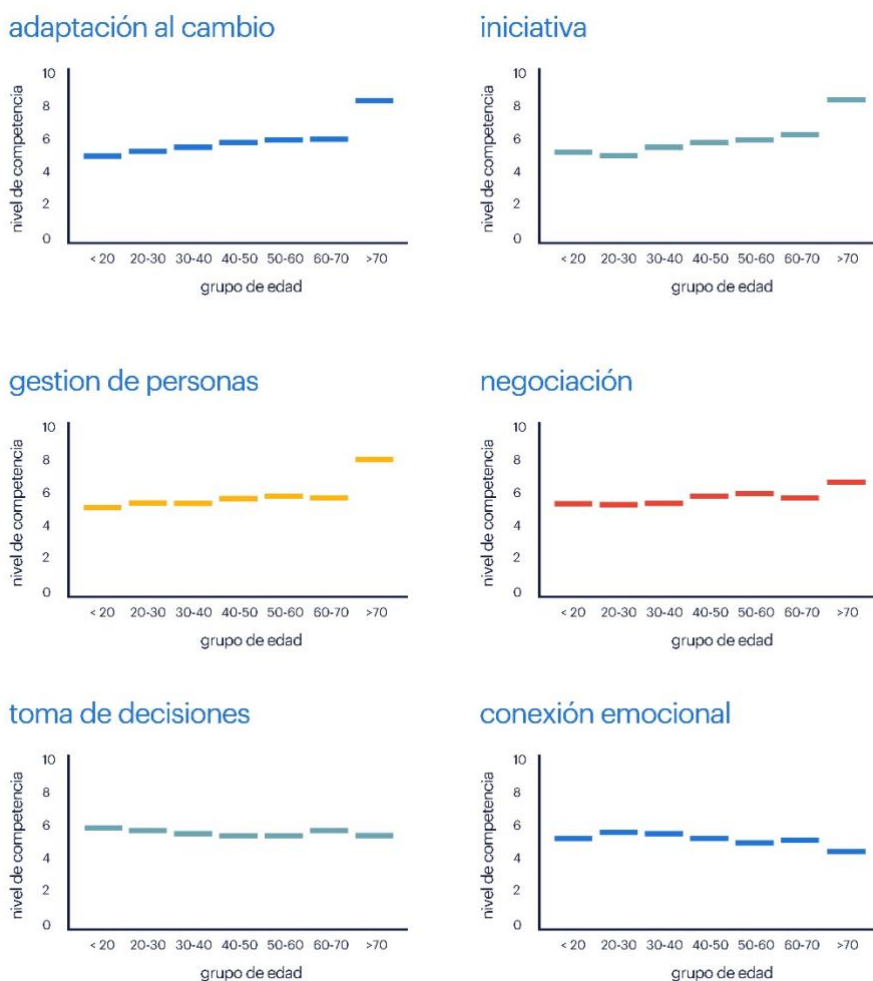 adaptación al cambio
nivel de competencia
10
8
6
4
2
0
< 20 20-30 30-40 40-50 50-60 60-70 >70
grupo de edad
iniciativa
nivel de competencia
10
8
6
4
2
0
< 20 20-30 30-40 40-50 50-60 60-70 >70
grupo de edad
gestion de personas
nivel de competencia
10
8
6
4
2
0
< 20 20-30 30-40 40-50 50-60 60-70 >70
grupo de edad
negociación
nivel de competencia
10
8
6
4
2
0
< 20 20-30 30-40 40-50 50-60 60-70 >70
grupo de edad
toma de decisiones
nivel de competencia
10
8
6
4
2
0
< 20 20-30 30-40 40-50 50-60 60-70 >70
grupo de edad
conexión emocional
nivel de competencia
10
8
6
4
2
0
< 20 20-30 30-40 40-50 50-60 60-70 >70
grupo de edad